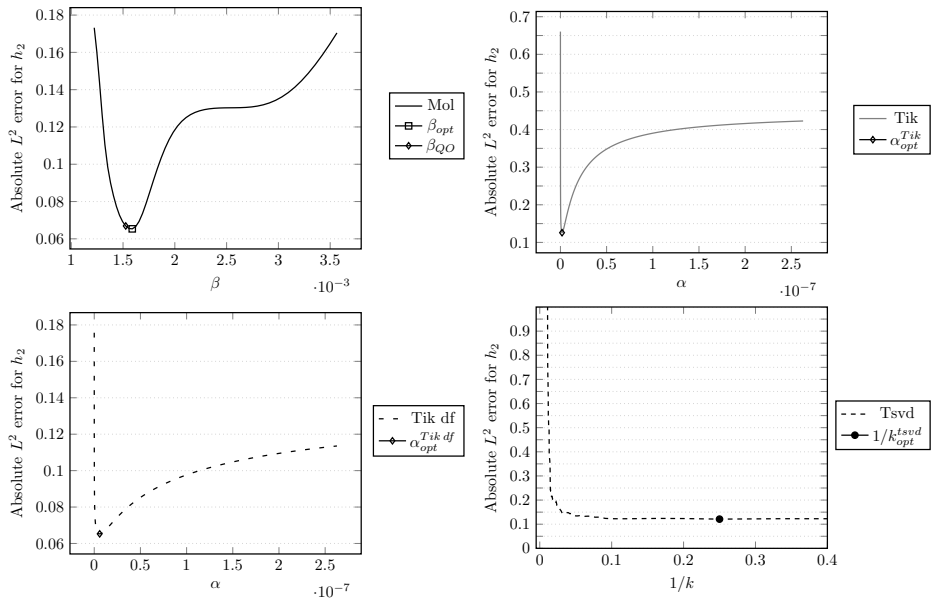 0.18
0.16
0.14
0.12
0.1
0.08
0.06
Absolute L² error for h₂
1 1.5 2 2.5 3 3.5
β
·10⁻³
Mol
β_opt
β_QO
0.7
0.6
0.5
0.4
0.3
0.2
0.1
Absolute L² error for h₂
0 0.5 1 1.5 2 2.5
α
·10⁻⁷
Tik
α_opt^Tik
0.18
0.16
0.14
0.12
0.1
0.08
0.06
Absolute L² error for h₂
0 0.5 1 1.5 2 2.5
α
·10⁻⁷
Tik df
α_opt^Tik df
0.9
0.8
0.7
0.6
0.5
0.4
0.3
0.2
0.1
0
Absolute L² error for h₂
0 0.1 0.2 0.3 0.4
1/k
Tsvd
1/k_opt^tsvd